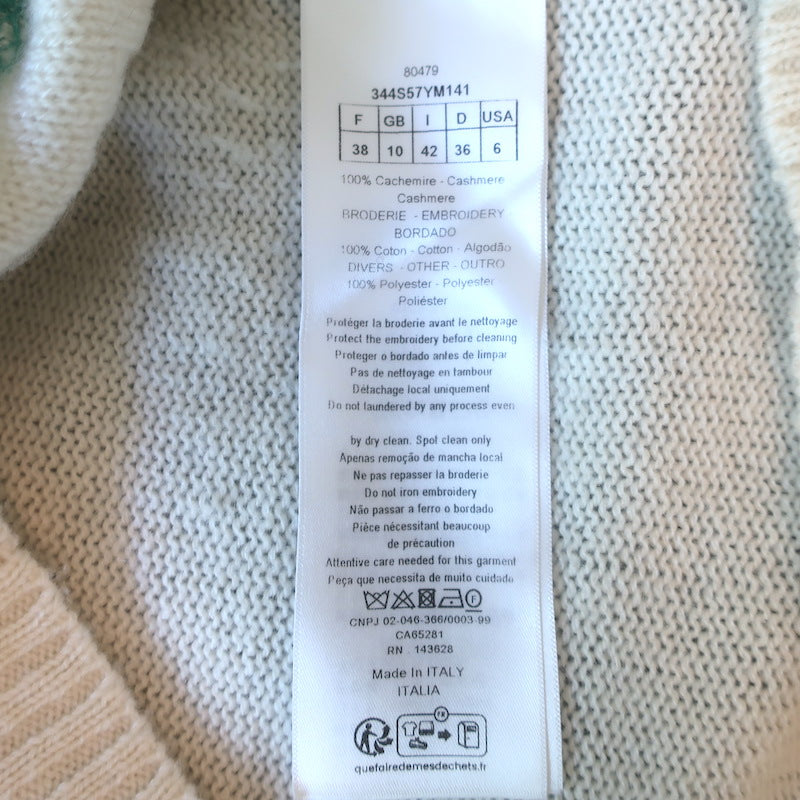 80479
344S57YM141
F GB I D USA
38 10 42 36 6
100% Cachemire - Cashmere
Cashmere
BRODERIE - EMBROIDERY
BORDADO
100% Coton - Cotton - Algodão
DIVERS - OTHER - OUTRO
100% Polyester - Polyester
Poliéster
Protéger la broderie avant le nettoyage
Protect the embroidery before cleaning
Proteger o bordado antes de limpar
Pas de nettoyage en tambour
Détachage local uniquement
Do not laundered by any process even
by dry clean. Spot clean only
Apenas remoção de mancha local
Ne pas repasser la broderie
Do not iron embroidery
Não passar a ferro o bordado
Pièce nécessitant beaucoup
de précaution
Attentive care needed for this garment
Peça que necessita de muito cuidado
F
CNPJ 02-046-366/0003-99
CA65281
RN 143628
Made In ITALY
ITALIA
FR
quefairedemesdechets.fr